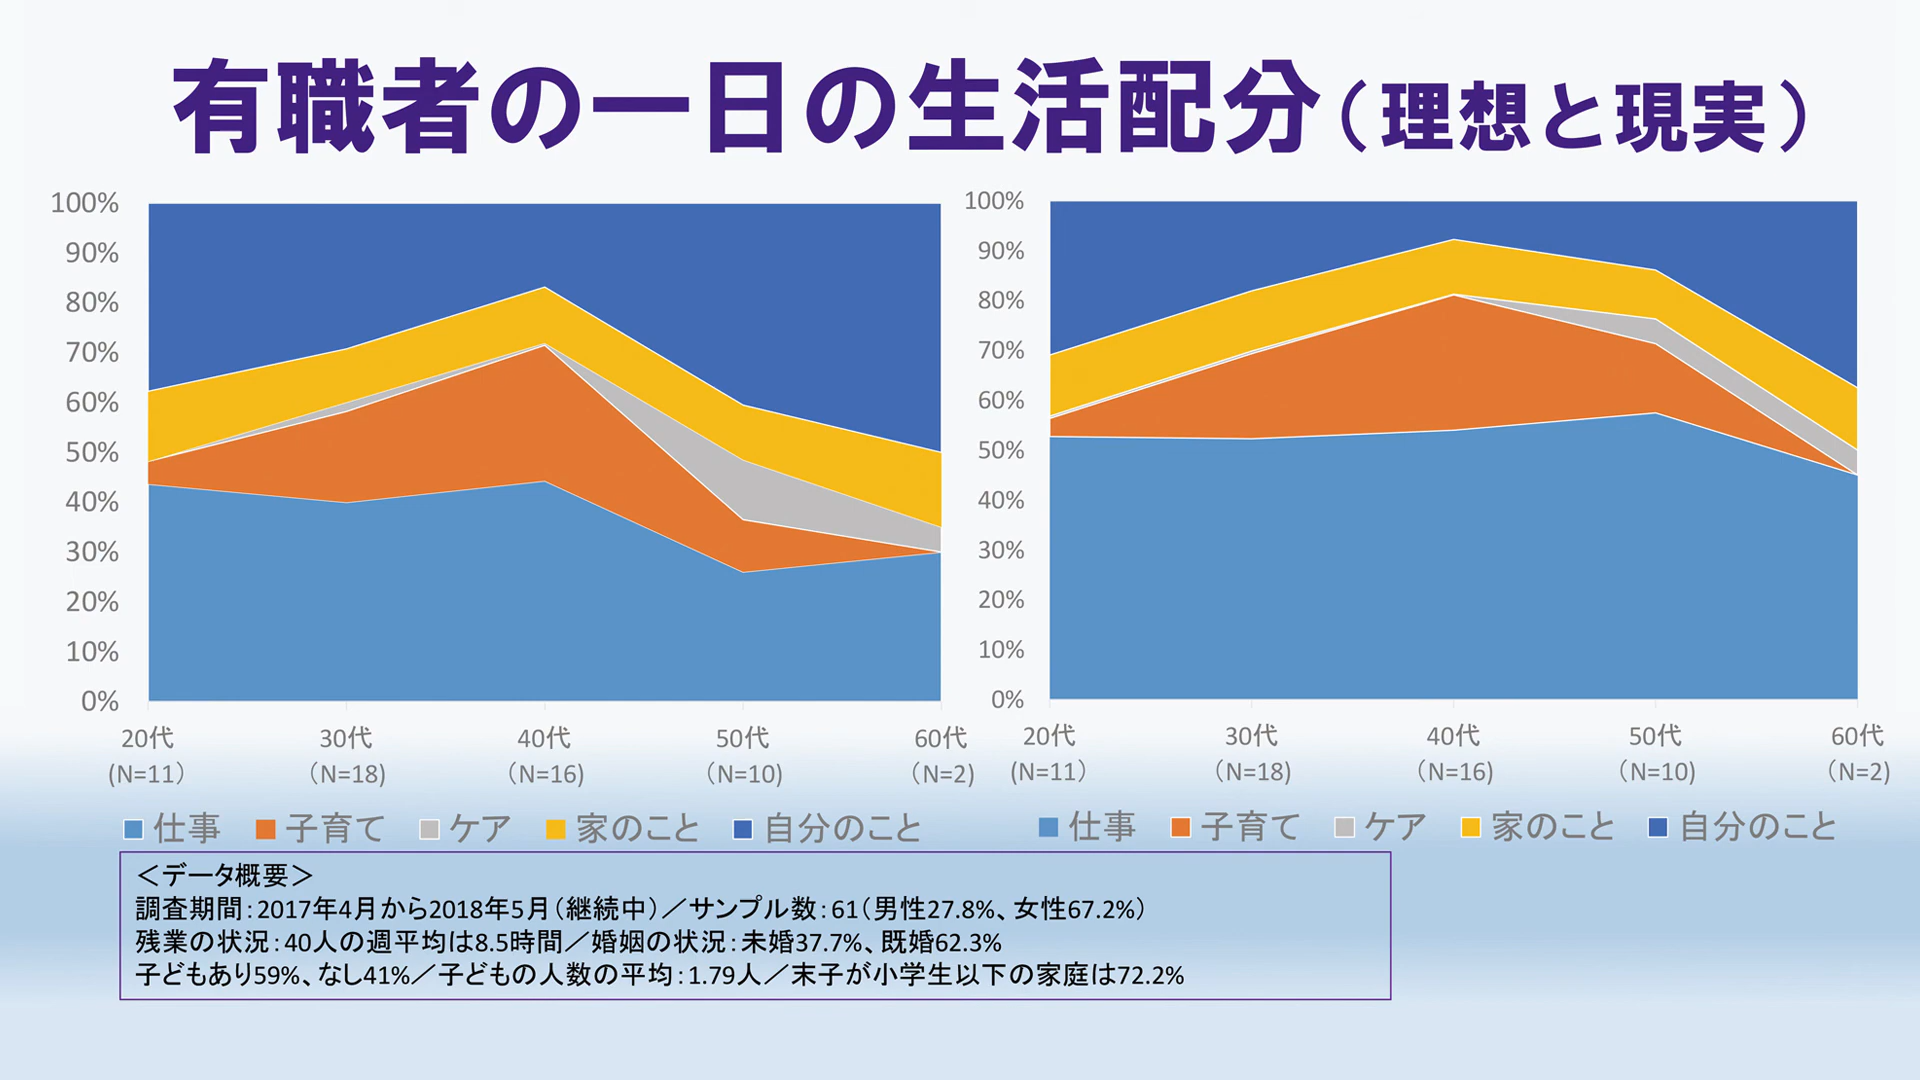 有職者の一日の生活配分（理想と現実）
100%
90%
80%
70%
60%
50%
40%
30%
20%
10%
0%
20代 30代 40代 50代 60代
(N=11） （N=18) （N=16) （N=10) （N=2)
仕事 子育て ケア 家のこと 自分のこと
100%
90%
80%
70%
60%
50%
40%
30%
20%
10%
0%
20代 30代 40代 50代 60代
(N=11） （N=18) （N=16) （N=10) （N=2)
仕事 子育て ケア 家のこと 自分のこと
＜データ概要＞
調査期間：2017年4月から2018年5月（継続中）／サンプル数：61（男性27.8%、女性67.2%）
残業の状況：40人の週平均は8.5時間／婚姻の状況：未婚37.7%、既婚62.3%
子どもあり59%、なし41%／子どもの人数の平均：1.79人／末子が小学生以下の家庭は72.2%